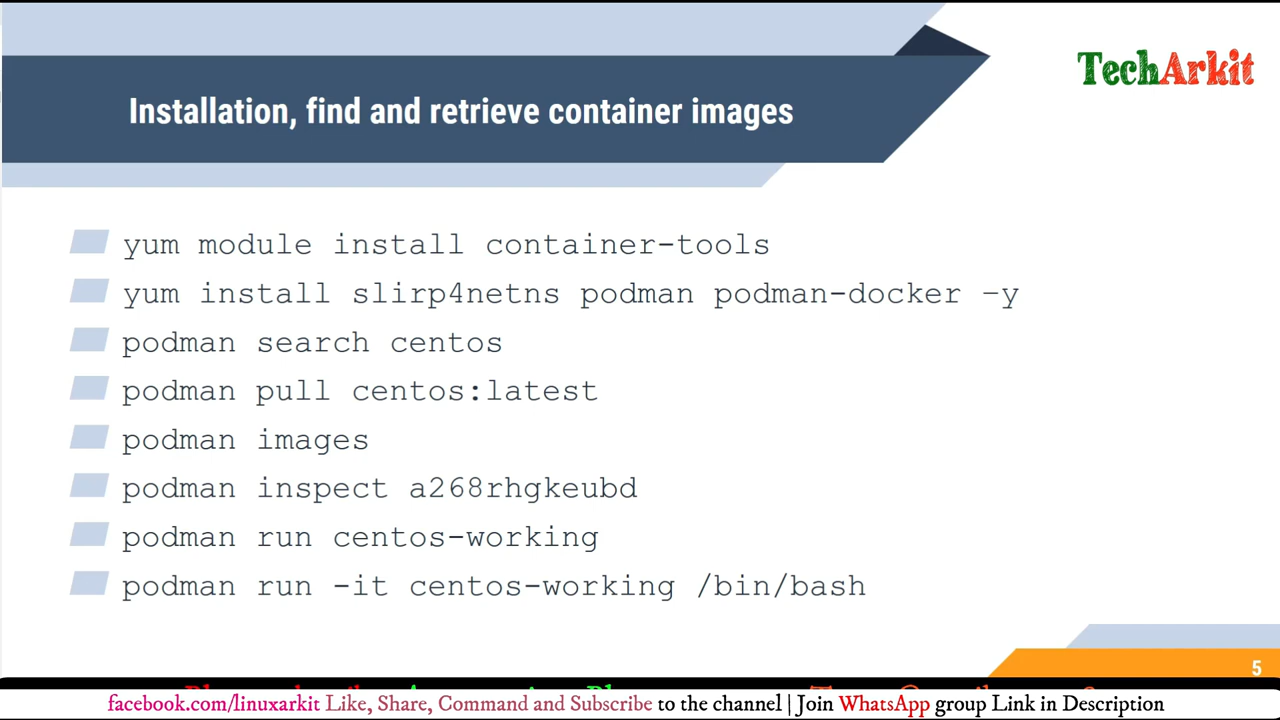 TechArkit
Installation, find and retrieve container images
yum module install container-tools
yum install slirp4netns podman podman-docker –y
podman search centos
podman pull centos:latest
podman images
podman inspect a268rhgkeubd
podman run centos-working
podman run -it centos-working /bin/bash
5
facebook.com/linuxarkit Like, Share, Command and Subscribe to the channel | Join WhatsApp group Link in Description